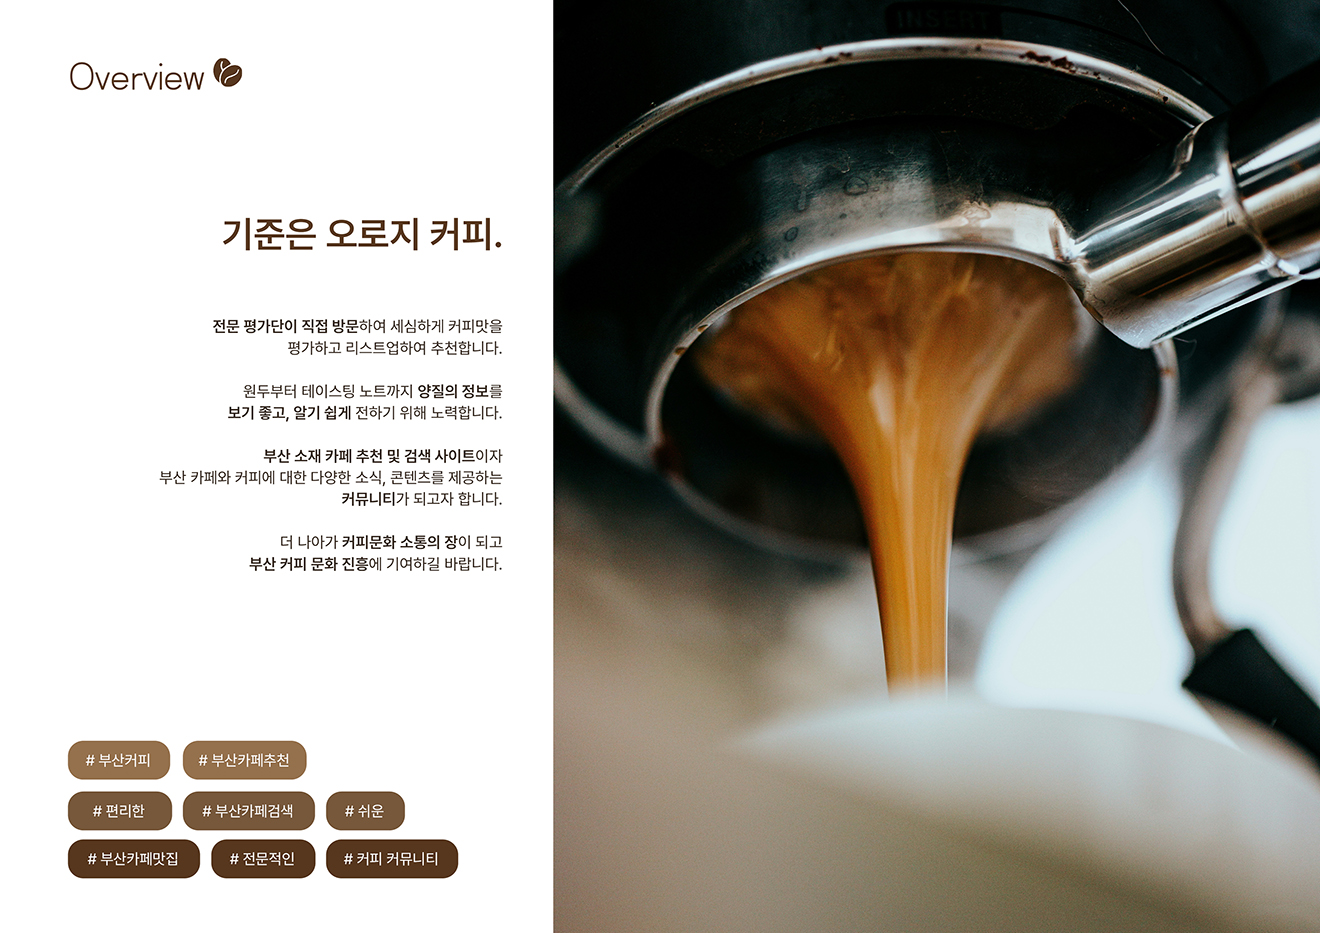 Overview
기준은 오로지 커피.
전문 평가단이 직접 방문하여 세심하게 커피맛을
평가하고 리스트업하여 추천합니다.
원두부터 테이스팅 노트까지 양질의 정보를
보기 좋고, 알기 쉽게 전하기 위해 노력합니다.
부산 소재 카페 추천 및 검색 사이트이자
부산 카페와 커피에 대한 다양한 소식, 콘텐츠를 제공하는
커뮤니티가 되고자 합니다.
더 나아가 커피문화 소통의 장이 되고
부산 커피 문화 진흥에 기여하길 바랍니다.
# 부산커피 # 부산카페추천
# 편리한 # 부산카페검색 # 쉬운
# 부산카페맛집 # 전문적인 # 커피 커뮤니티
INSERT